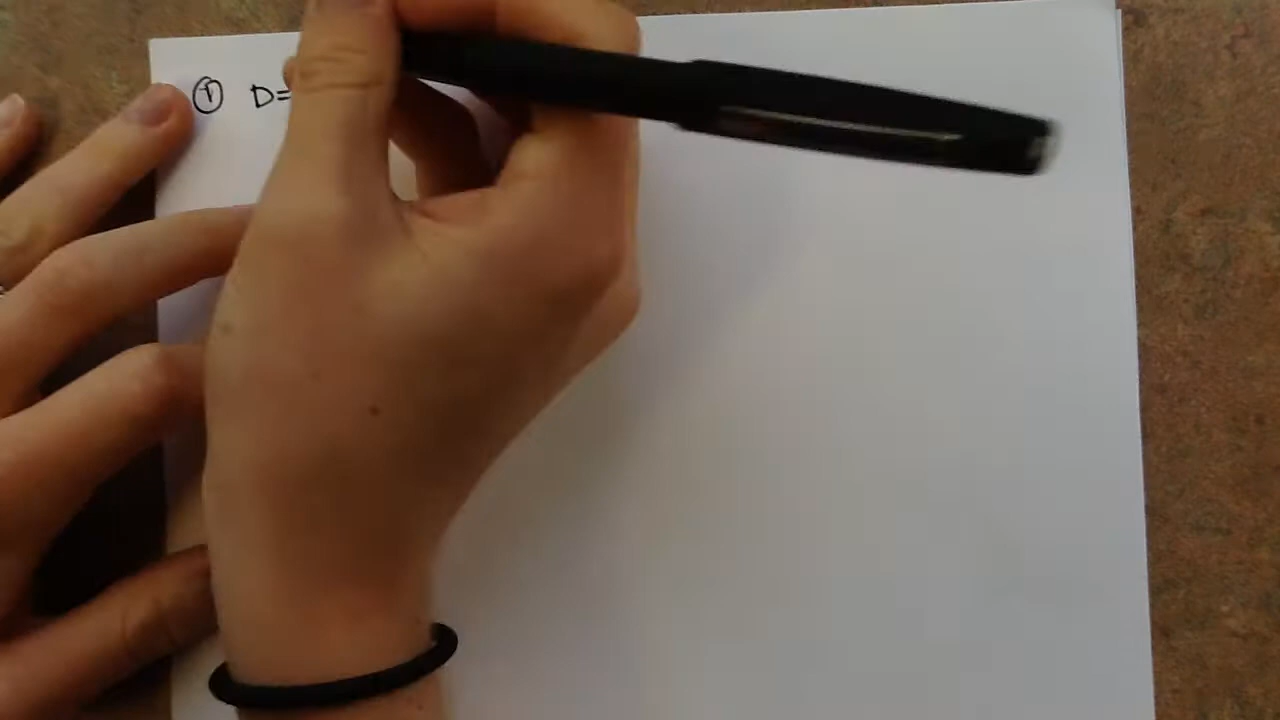 ① D=